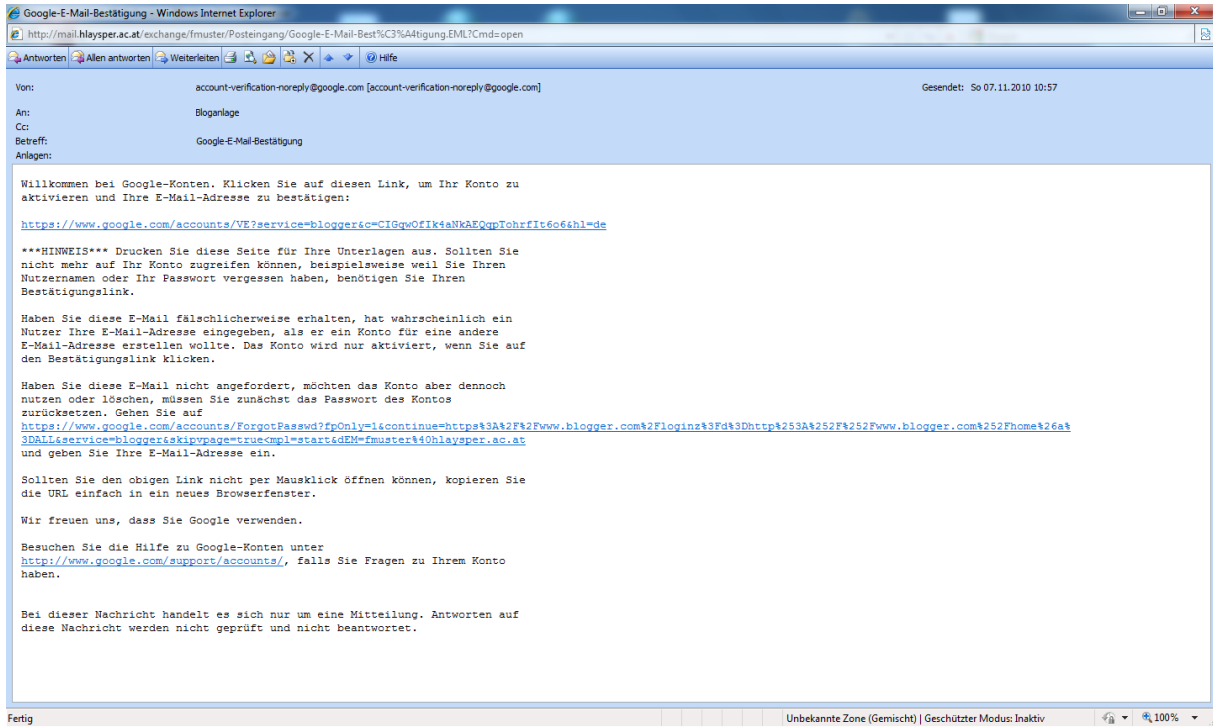 Google-E-Mail-Bestätigung - Windows Internet Explorer
http://mail.hlaysper.ac.at/exchange/fmuster/Posteingang/Google-E-Mail-Best%C3%A4tigung.EML?Cmd=open
Antworten Allen antworten Weiterleiten Hilfe
Von: account-verification-noreply@google.com [account-verification-noreply@google.com] Gesendet: So 07.11.2010 10:57
An: Bloganlage
Cc:
Betreff: Google-E-Mail-Bestätigung
Anlagen:
Willkommen bei Google-Konten. Klicken Sie auf diesen Link, um Ihr Konto zu
aktivieren und Ihre E-Mail-Adresse zu bestätigen:
https://www.google.com/accounts/VE?service=blogger&c=CIGqwOfIk4aNkAEQqpTohrfIt6o6&hl=de
***HINWEIS*** Drucken Sie diese Seite für Ihre Unterlagen aus. Sollten Sie
nicht mehr auf Ihr Konto zugreifen können, beispielsweise weil Sie Ihren
Nutzernamen oder Ihr Passwort vergessen haben, benötigen Sie Ihren
Bestätigungslink.
Haben Sie diese E-Mail fälschlicherweise erhalten, hat wahrscheinlich ein
Nutzer Ihre E-Mail-Adresse eingegeben, als er ein Konto für eine andere
E-Mail-Adresse erstellen wollte. Das Konto wird nur aktiviert, wenn Sie auf
den Bestätigungslink klicken.
Haben Sie diese E-Mail nicht angefordert, möchten das Konto aber dennoch
nutzen oder löschen, müssen Sie zunächst das Passwort des Kontos
zurücksetzen. Gehen Sie auf
https://www.google.com/accounts/ForgotPasswd?fpOnly=1&continue=https%3A%2F%2Fwww.blogger.com%2Floginz%3Fd%3Dhttp%253A%252F%252Fwww.blogger.com%252Fhome%26a%
3DALL&service=blogger&skipvpage=true<mpl=start&dEM=fmuster%40hlaysper.ac.at
und geben Sie Ihre E-Mail-Adresse ein.
Sollten Sie den obigen Link nicht per Mausklick öffnen können, kopieren Sie
die URL einfach in ein neues Browserfenster.
Wir freuen uns, dass Sie Google verwenden.
Besuchen Sie die Hilfe zu Google-Konten unter
http://www.google.com/support/accounts/, falls Sie Fragen zu Ihrem Konto
haben.
Bei dieser Nachricht handelt es sich nur um eine Mitteilung. Antworten auf
diese Nachricht werden nicht geprüft und nicht beantwortet.
Fertig Unbekannte Zone (Gemischt) | Geschützter Modus: Inaktiv 100%